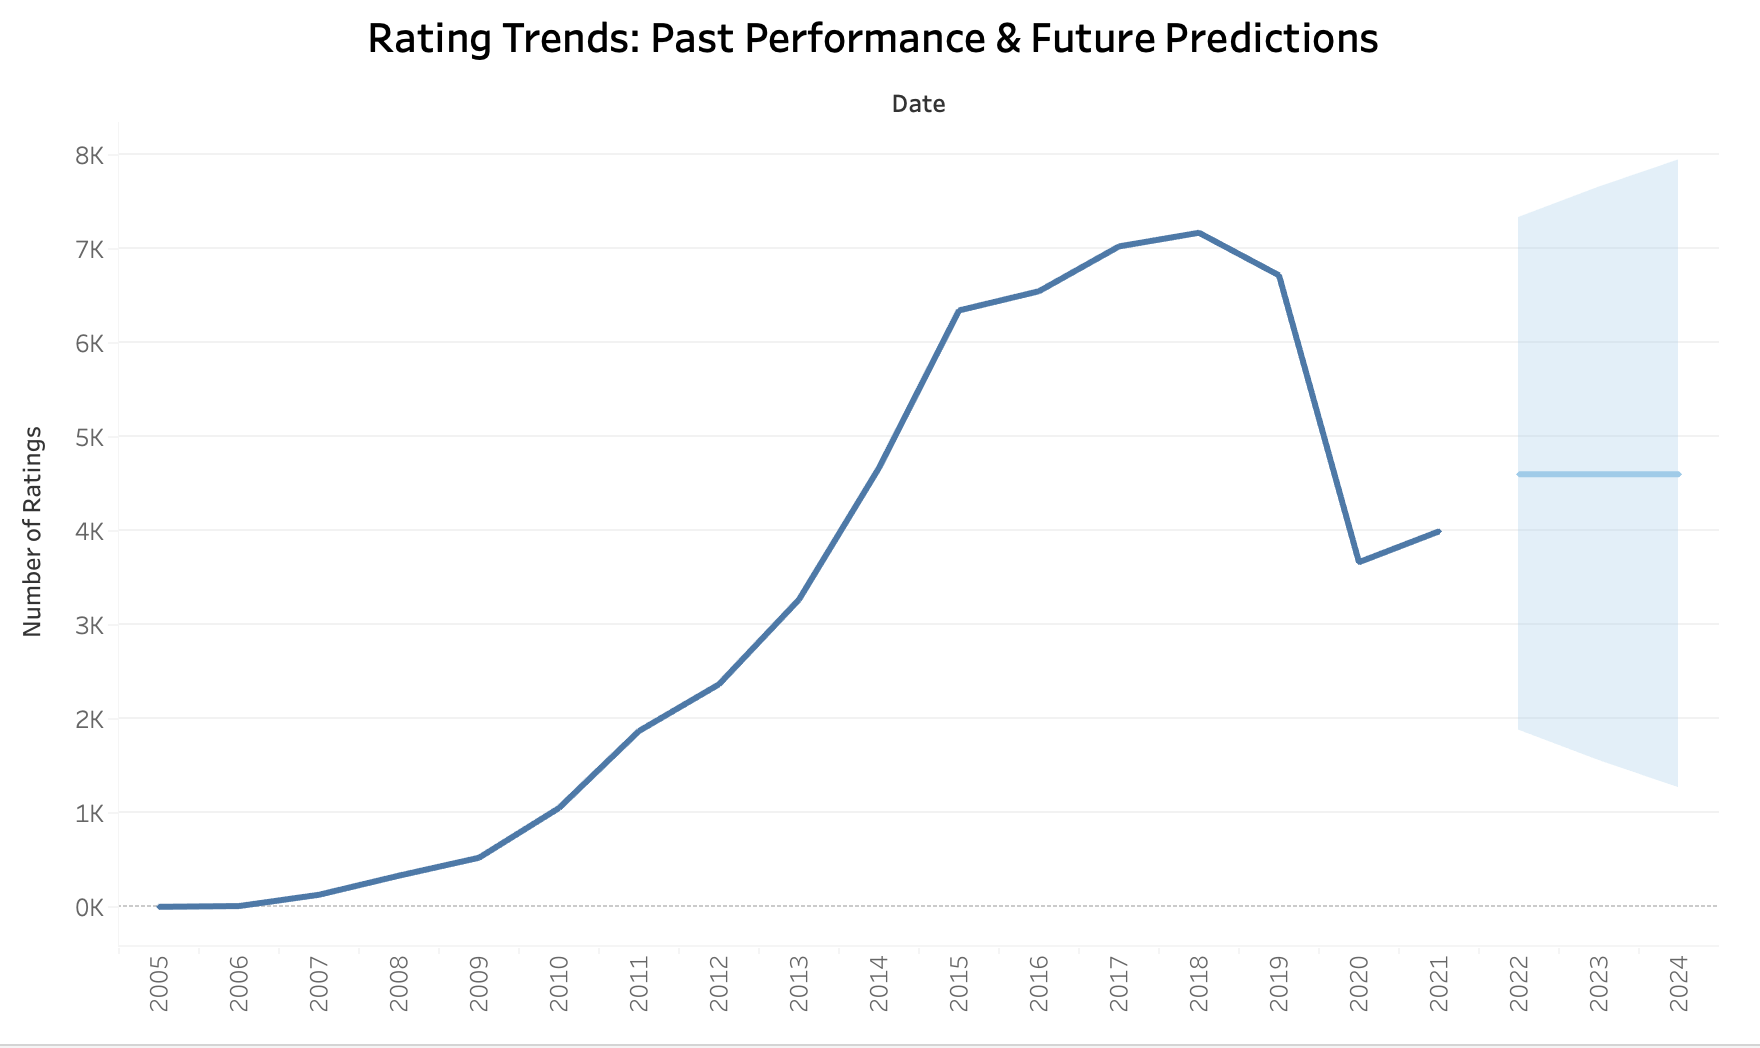 Rating Trends: Past Performance & Future Predictions
Date
8K
7K
6K
5K
4K
3K
2K
1K
0K
Number of Ratings
2005
2006
2007
2008
2009
2010
2011
2012
2013
2014
2015
2016
2017
2018
2019
2020
2021
2022
2023
2024